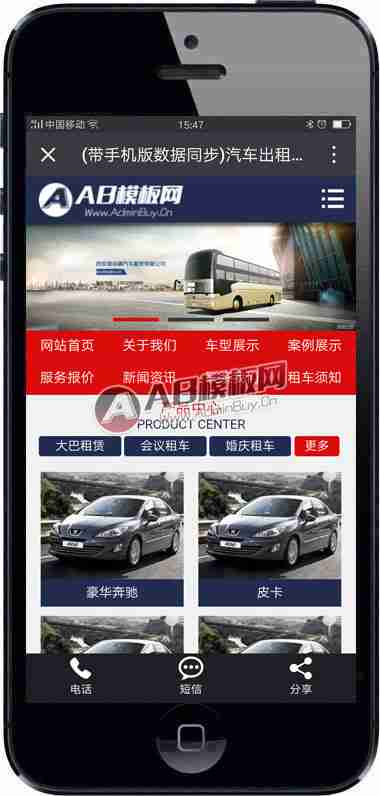 中国移动 15:47
(带手机版数据同步)汽车出租...
AB模板网
Www.AdminBuy.Cn
网站首页 关于我们 车型展示 案例展示
服务报价 新闻资讯 租车须知
AB模板网
AdminBuy.Cn
PRODUCT CENTER
大巴租赁 会议租车 婚庆租车 更多
豪华奔驰 皮卡
电话 短信 分享